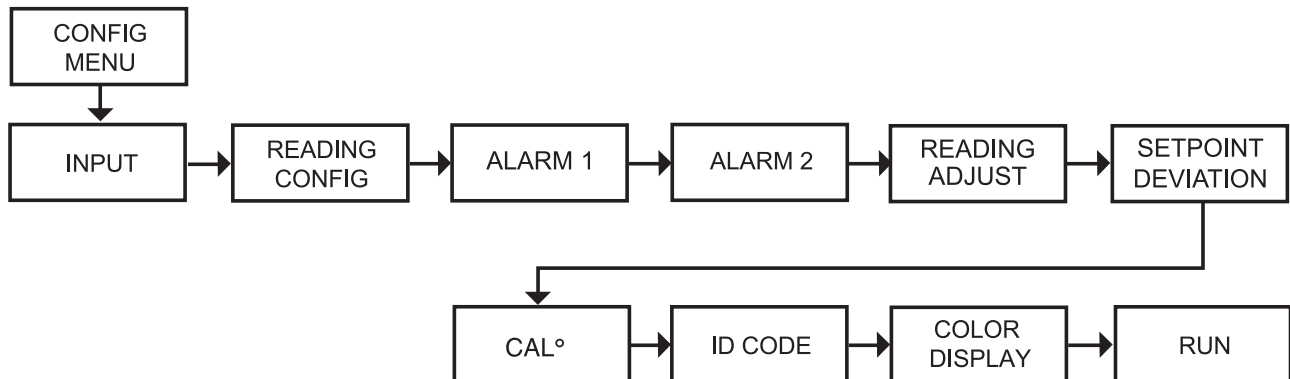 CONFIG
MENU
INPUT
READING
CONFIG
ALARM 1
ALARM 2
READING
ADJUST
SETPOINT
DEVIATION
CAL°
ID CODE
COLOR
DISPLAY
RUN